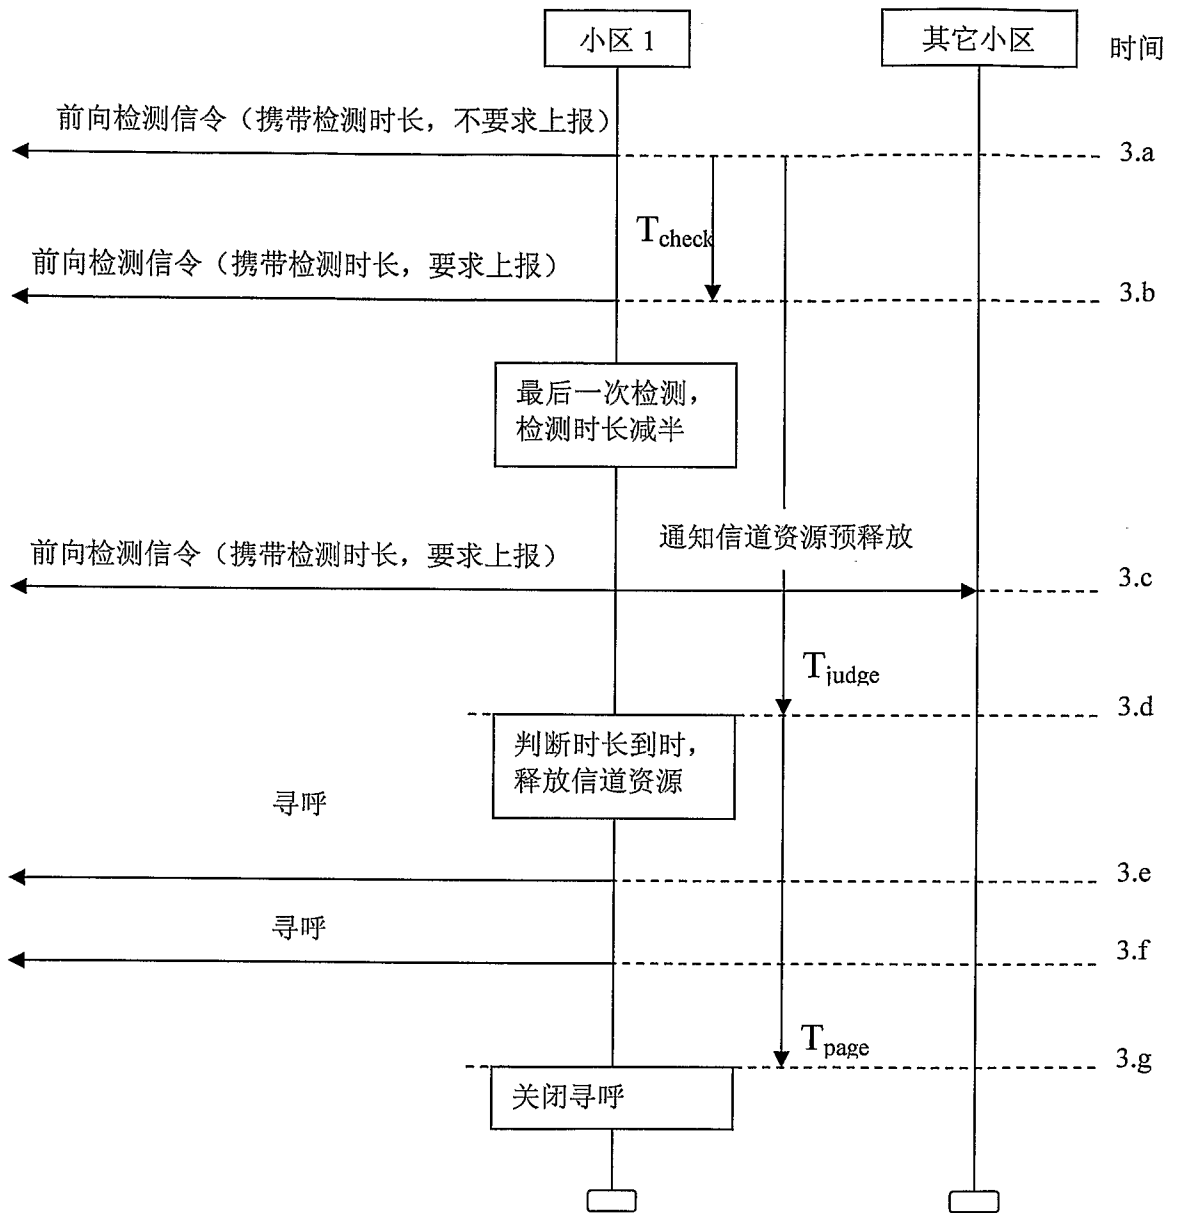 小区 1
其它小区
时间
前向检测信令（携带检测时长，不要求上报）
3.a
Tcheck
前向检测信令（携带检测时长，要求上报）
3.b
最后一次检测，
检测时长减半
通知信道资源预释放
前向检测信令（携带检测时长，要求上报）
3.c
Tjudge
3.d
判断时长到时，
释放信道资源
寻呼
3.e
寻呼
3.f
Tpage
3.g
关闭寻呼